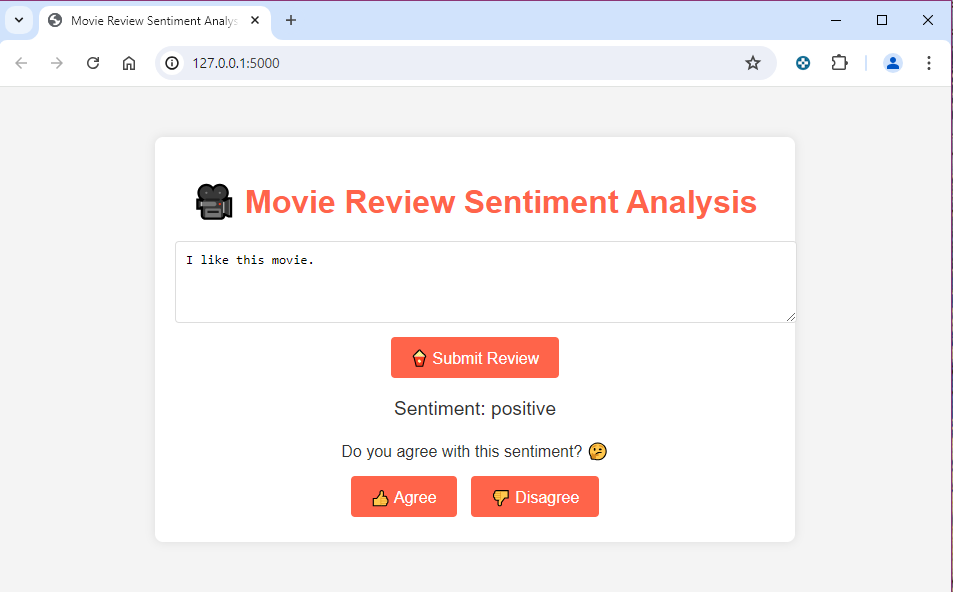 Movie Review Sentiment Analys
127.0.0.1:5000
Movie Review Sentiment Analysis
I like this movie.
Submit Review
Sentiment: positive
Do you agree with this sentiment? 🤔
👍 Agree
👎 Disagree